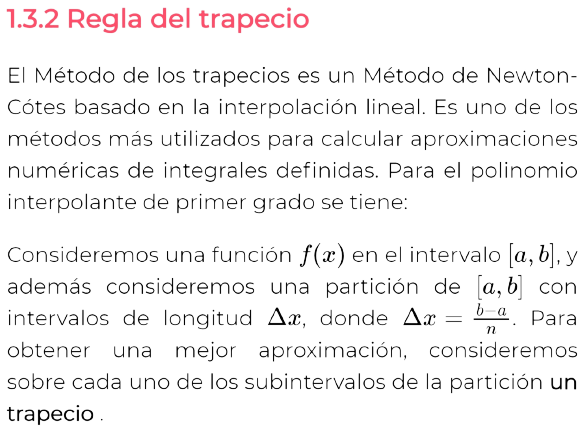 1.3.2 Regla del trapecio
El Método de los trapecios es un Método de Newton-
Cótes basado en la interpolación lineal. Es uno de los
métodos más utilizados para calcular aproximaciones
numéricas de integrales definidas. Para el polinomio
interpolante de primer grado se tiene:
Consideremos una función f(x) en el intervalo [a, b], y
además consideremos una partición de [a, b] con
intervalos de longitud Δx, donde Δx = \frac{b-a}{n}. Para
obtener una mejor aproximación, consideremos
sobre cada uno de los subintervalos de la partición un
trapecio .